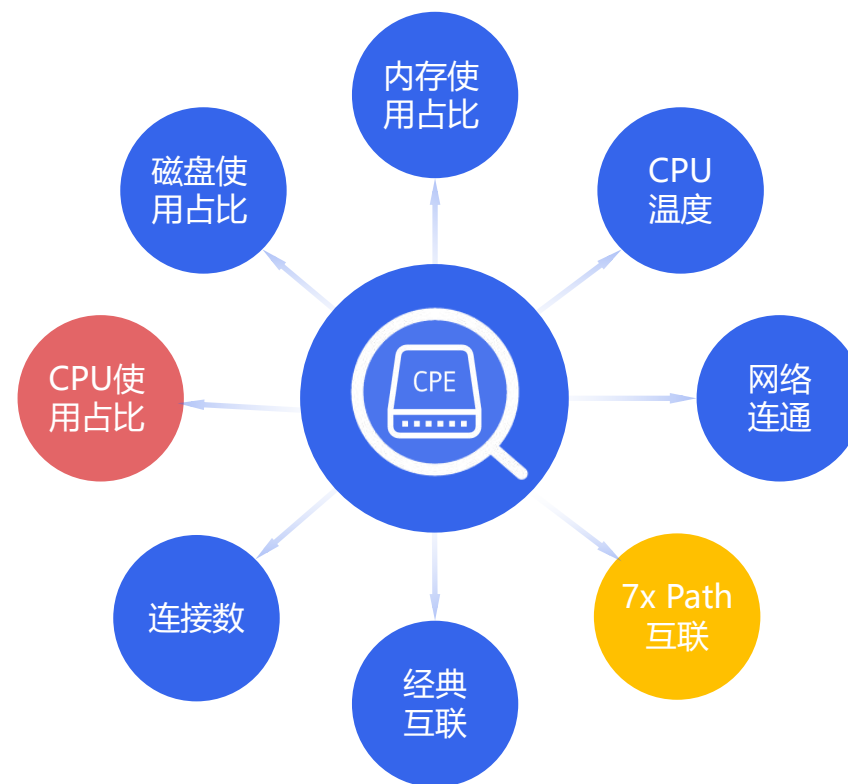 内存使
用占比
CPU
温度
网络
连通
7x Path
互联
经典
互联
连接数
CPU使
用占比
磁盘使
用占比
CPE